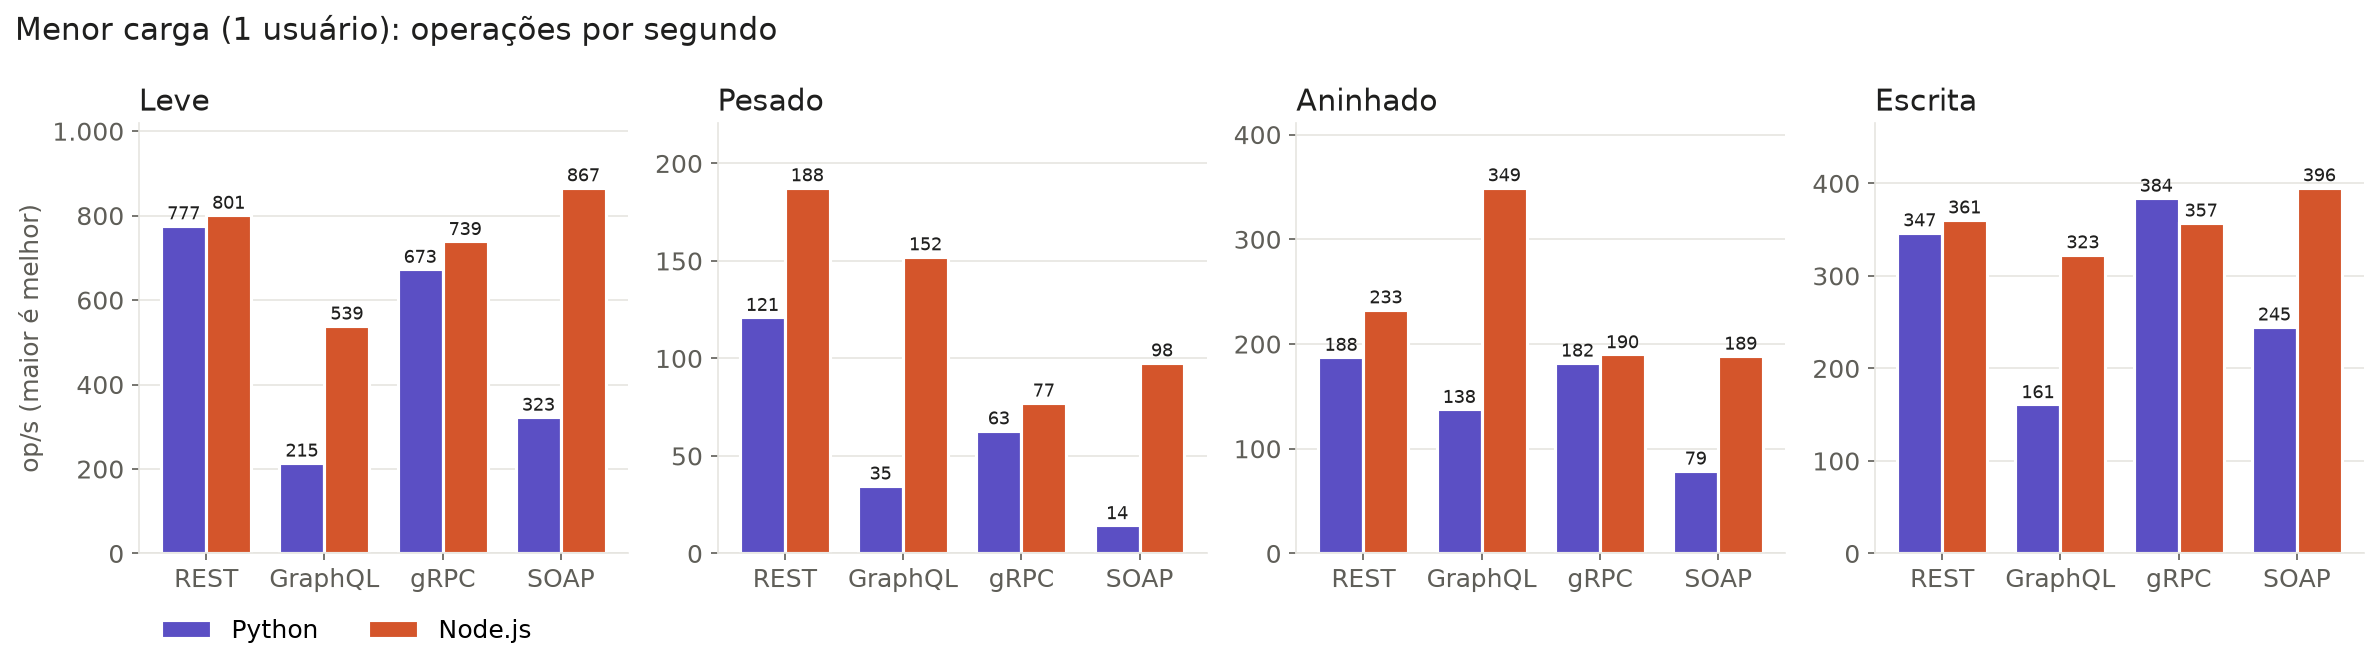 Menor carga (1 usuário): operações por segundo
Leve
op/s (maior é melhor)
1.000
800
600
400
200
0
777
801
215
539
673
739
323
867
REST
GraphQL
gRPC
SOAP
Pesado
200
150
100
50
0
121
188
35
152
63
77
14
98
REST
GraphQL
gRPC
SOAP
Aninhado
400
300
200
100
0
188
233
138
349
182
190
79
189
REST
GraphQL
gRPC
SOAP
Escrita
400
300
200
100
0
347
361
161
323
384
357
245
396
REST
GraphQL
gRPC
SOAP
Python
Node.js